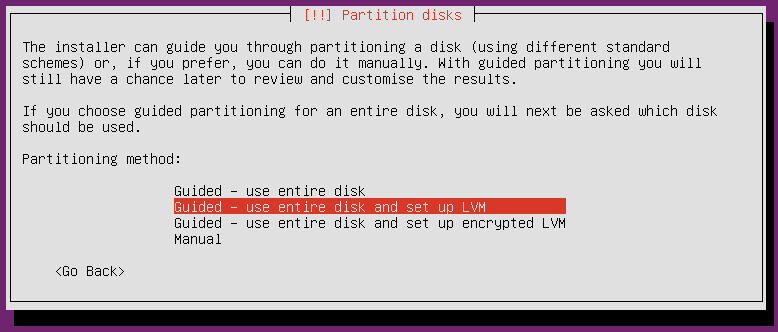 [!!] Partition disks
The installer can guide you through partitioning a disk (using different standard
schemes) or, if you prefer, you can do it manually. With guided partitioning you will
still have a chance later to review and customise the results.
If you choose guided partitioning for an entire disk, you will next be asked which disk
should be used.
Partitioning method:
Guided - use entire disk
Guided - use entire disk and set up LVM
Guided - use entire disk and set up encrypted LVM
Manual
<Go Back>